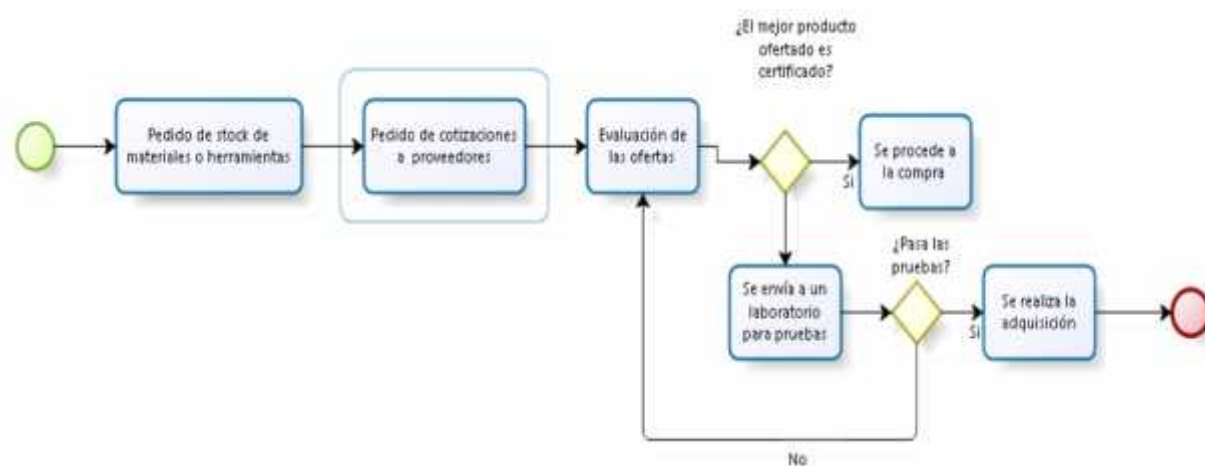 ¿El mejor producto
ofertado es
certificado?
Pedido de stock de
materiales o herramientas
Pedido de cotizaciones
a proveedores
Evaluación de
las ofertas
Se procede a
la compra
Si
¿Pasa las
pruebas?
Se envía a un
laboratorio
para pruebas
Se realiza la
adquisición
Si
No